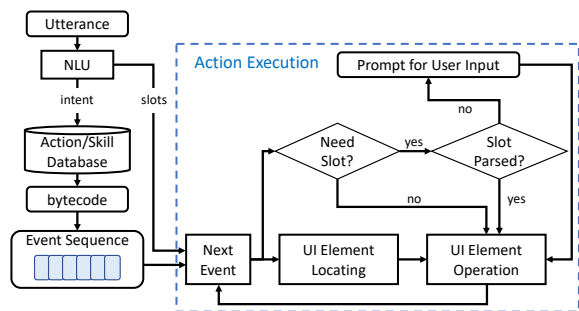 Utterance
NLU
intent
slots
Action/Skill
Database
bytecode
Event Sequence
Action Execution
Prompt for User Input
no
Need
Slot?
yes
Slot
Parsed?
no
yes
Next
Event
UI Element
Locating
UI Element
Operation